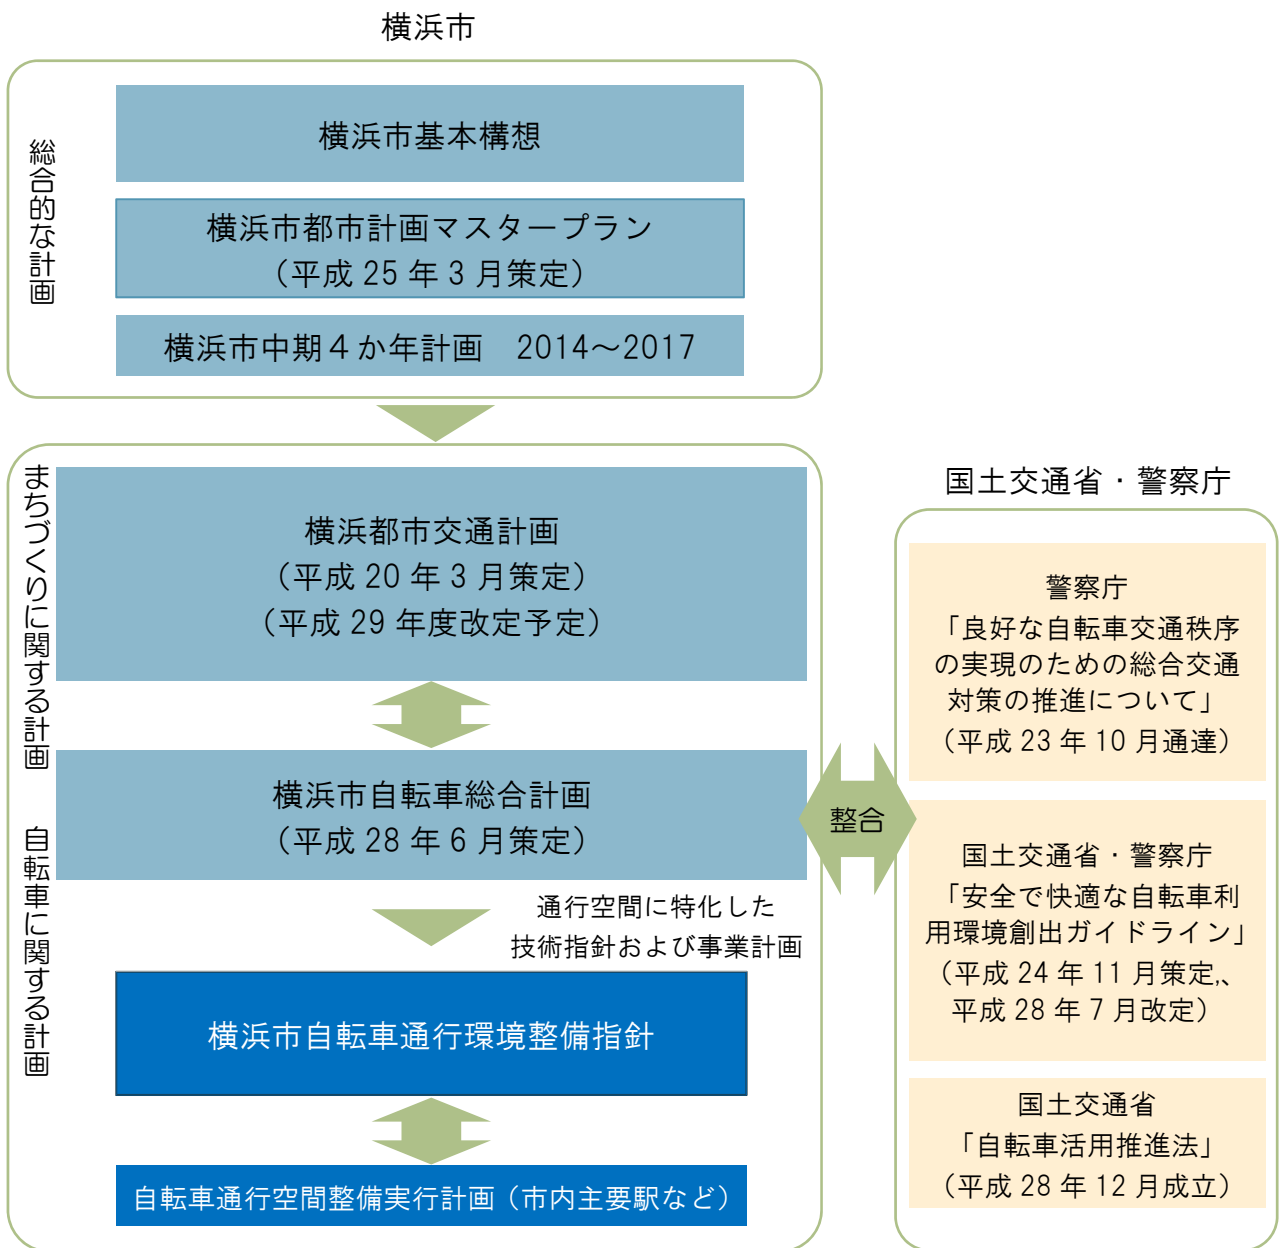 横浜市
総合的な計画
横浜市基本構想
横浜市都市計画マスタープラン
（平成 25 年 3 月策定）
横浜市中期４か年計画　2014～2017
まちづくりに関する計画
横浜都市交通計画
（平成 20 年 3 月策定）
（平成 29 年度改定予定）
自転車に関する計画
横浜市自転車総合計画
（平成 28 年 6 月策定）
整合
通行空間に特化した
技術指針および事業計画
横浜市自転車通行環境整備指針
自転車通行空間整備実行計画（市内主要駅など）
国土交通省・警察庁
警察庁
「良好な自転車交通秩序
の実現のための総合交通
対策の推進について」
（平成 23 年 10 月通達）
国土交通省・警察庁
「安全で快適な自転車利
用環境創出ガイドライン」
（平成 24 年 11 月策定,、
平成 28 年 7 月改定）
国土交通省
「自転車活用推進法」
（平成 28 年 12 月成立）